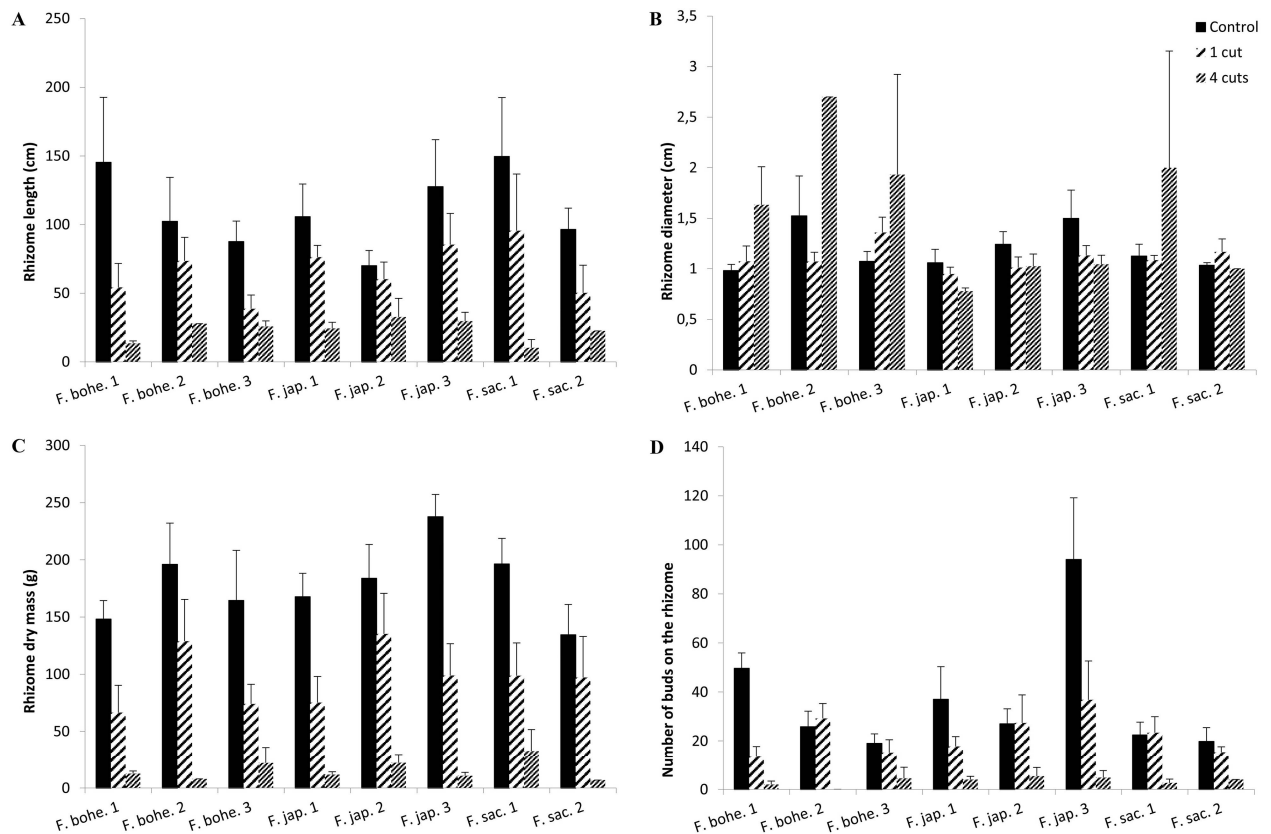 A
Rhizome length (cm)
250
200
150
100
50
0
F. bohe. 1
F. bohe. 2
F. bohe. 3
F. jap. 1
F. jap. 2
F. jap. 3
F. sac. 1
F. sac. 2
B
Rhizome diameter (cm)
3,5
3
2,5
2
1,5
1
0,5
0
F. bohe. 1
F. bohe. 2
F. bohe. 3
F. jap. 1
F. jap. 2
F. jap. 3
F. sac. 1
F. sac. 2
Control
1 cut
4 cuts
C
Rhizome dry mass (g)
300
250
200
150
100
50
0
F. bohe. 1
F. bohe. 2
F. bohe. 3
F. jap. 1
F. jap. 2
F. jap. 3
F. sac. 1
F. sac. 2
D
Number of buds on the rhizome
140
120
100
80
60
40
20
0
F. bohe. 1
F. bohe. 2
F. bohe. 3
F. jap. 1
F. jap. 2
F. jap. 3
F. sac. 1
F. sac. 2